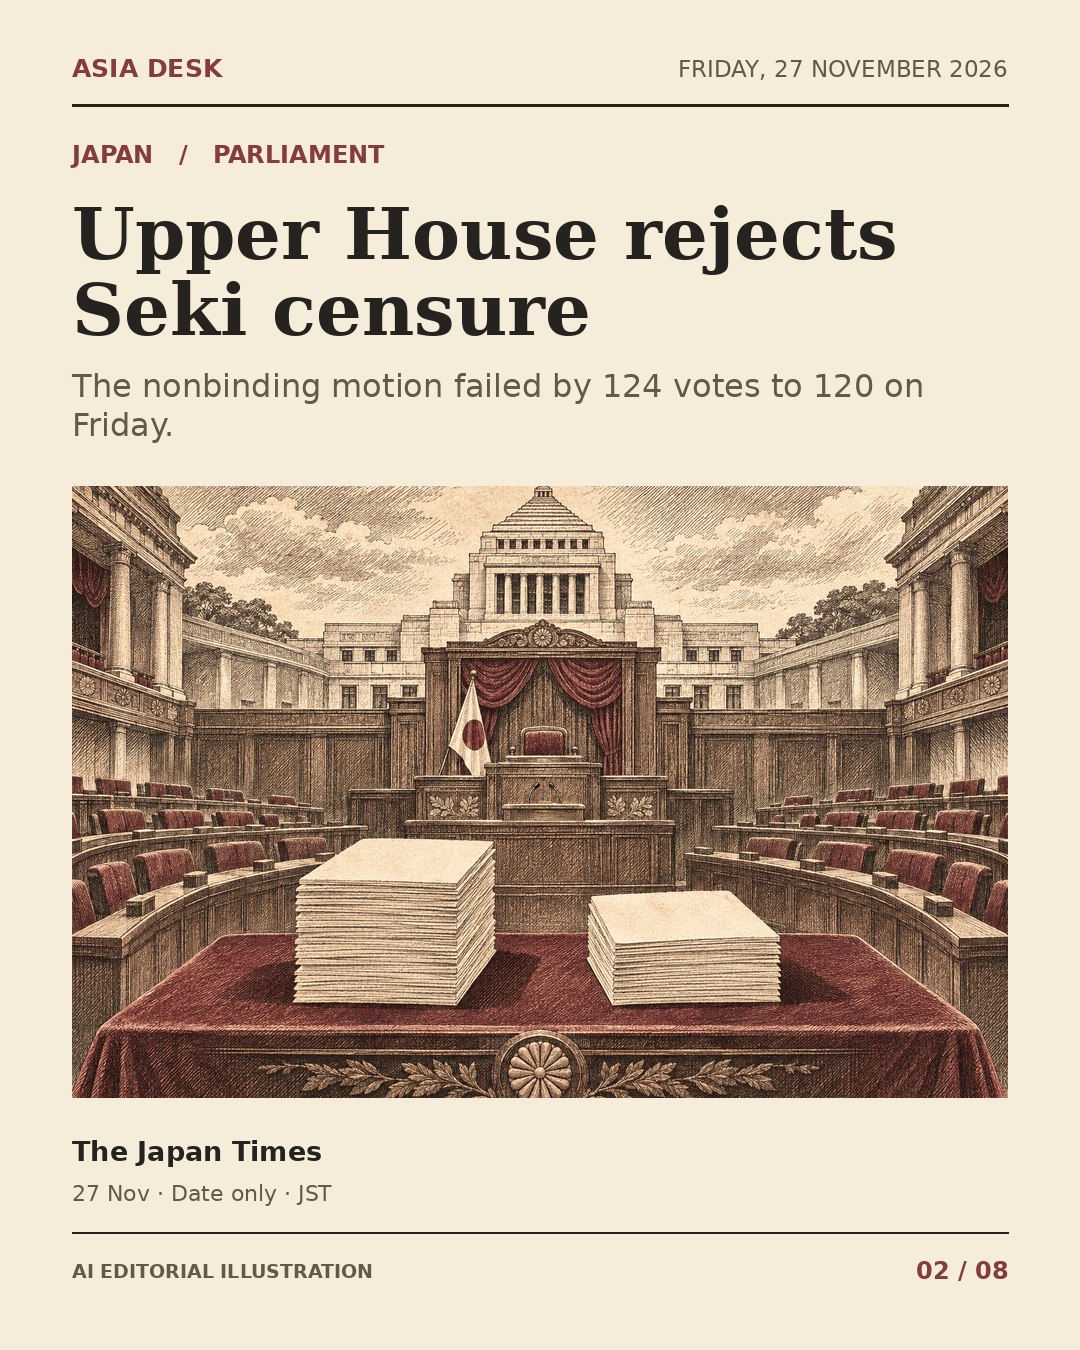 ASIA DESK
FRIDAY, 27 NOVEMBER 2026
JAPAN / PARLIAMENT
Upper House rejects
Seki censure
The nonbinding motion failed by 124 votes to 120 on
Friday.
The Japan Times
27 Nov · Date only · JST
AI EDITORIAL ILLUSTRATION
02 / 08